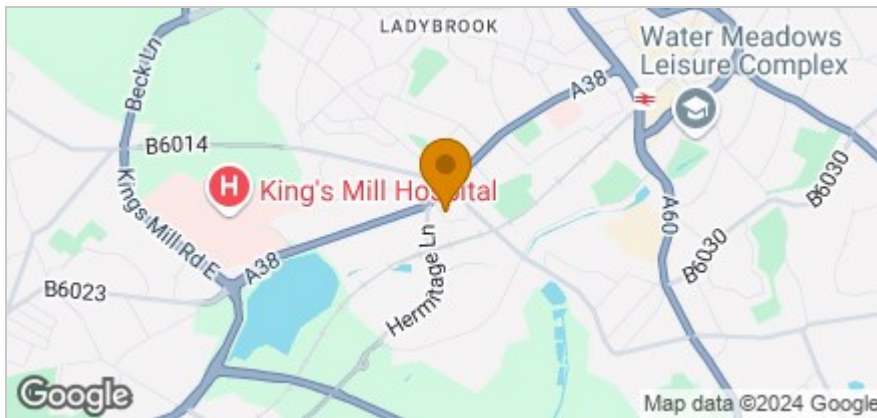 LADYBROOK
Water Meadows
Leisure Complex
Beck Ln
A38
B6014
H
King's Mill Hospital
B6030
Kings Mill Rd E
A60
A38
Hermitage Ln
B6030
B6023
Google
Map data ©2024 Google